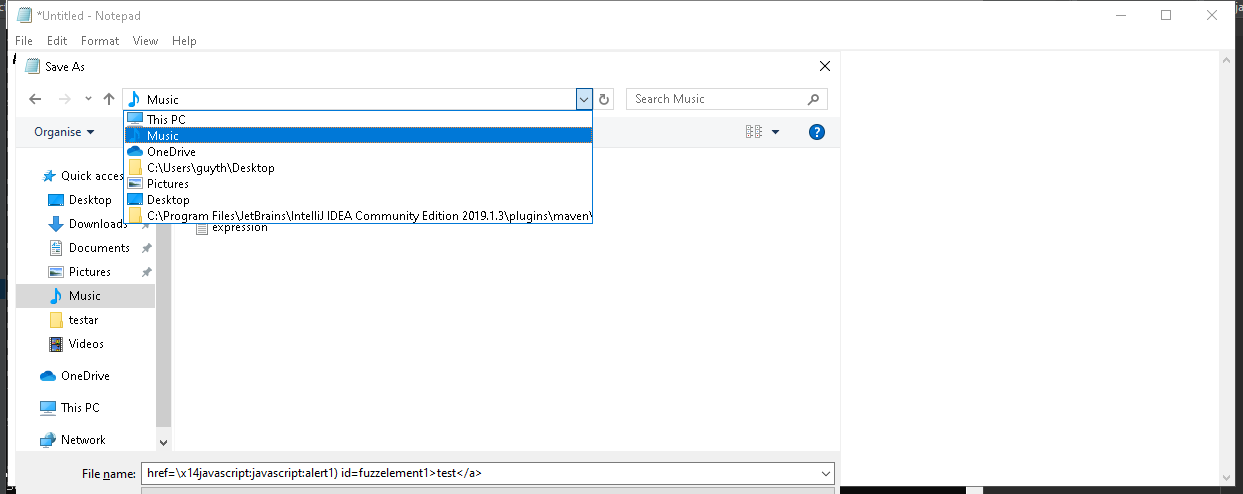 *Untitled - Notepad
File Edit Format View Help
Save As
Music
Search Music
Organise
This PC
Music
OneDrive
C:\Users\guyth\Desktop
Pictures
Desktop
C:\Program Files\JetBrains\IntelliJ IDEA Community Edition 2019.1.3\plugins\maven\
Quick acces
Desktop
Downloads
Documents
Pictures
Music
testar
Videos
OneDrive
This PC
Network
expression
File name: href=\x14javascript:javascript:alert1) id=fuzzelement1>test</a>